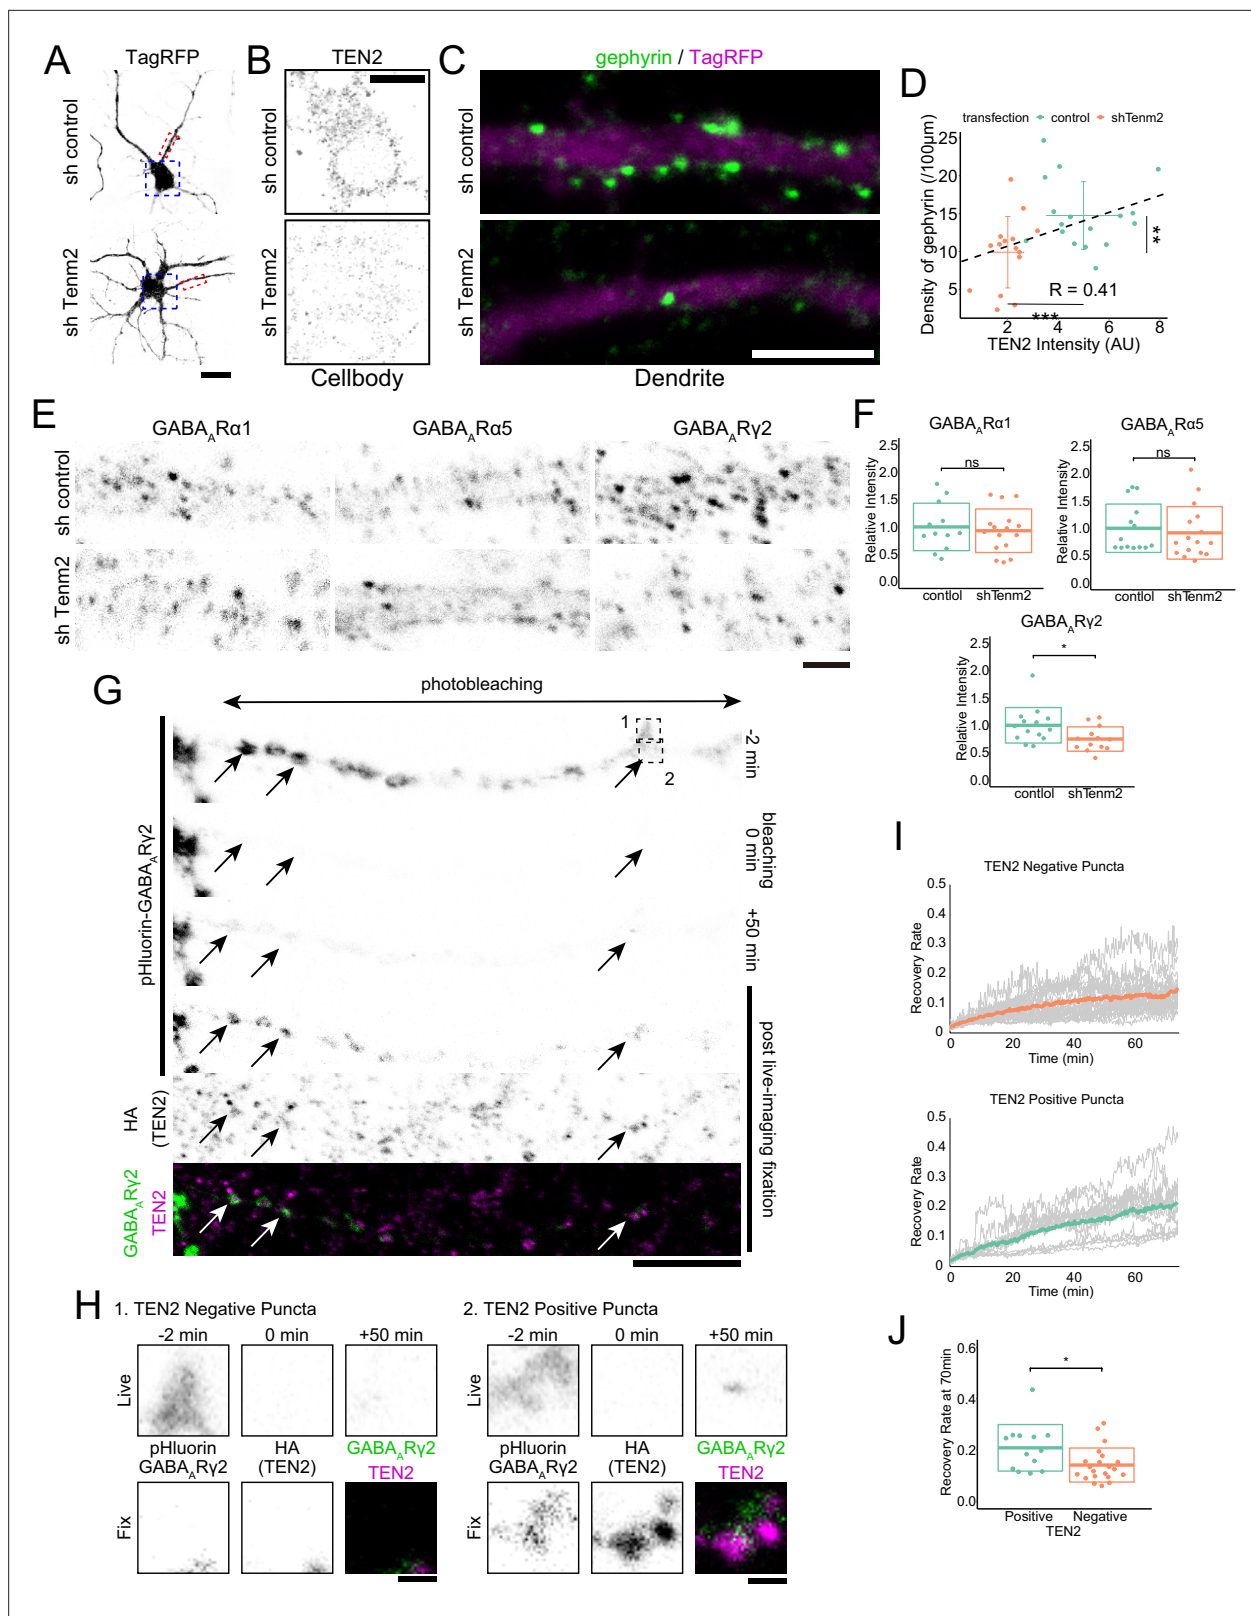 A
TagRFP
sh control
sh Tenm2
B
TEN2
Cellbody
C
gephyrin / TagRFP
sh control
sh Tenm2
Dendrite
D
transfection control shTenm2
Density of gephyrin (/100µm)
25
20
15
10
5
**
R = 0.41
***
0 2 4 6 8
TEN2 Intensity (AU)
E
GABAARα1
GABAARα5
GABAARγ2
sh control
sh Tenm2
F
GABAARα1
Relative Intensity
2.5
2.0
1.5
1.0
0.5
0.0
ns
contlol shTenm2
GABAARα5
Relative Intensity
2.5
2.0
1.5
1.0
0.5
0.0
ns
contlol shTenm2
GABAARγ2
Relative Intensity
2.5
2.0
1.5
1.0
0.5
0.0
*
contlol shTenm2
G
photobleaching
1
2
pHluorin-GABAARγ2
-2 min
bleaching
0 min
+50 min
post live-imaging fixation
HA
(TEN2)
GABAARγ2
TEN2
H
1. TEN2 Negative Puncta
-2 min 0 min +50 min
Live
pHluorin
GABAARγ2
HA
(TEN2)
GABAARγ2
TEN2
Fix
2. TEN2 Positive Puncta
-2 min 0 min +50 min
Live
pHluorin
GABAARγ2
HA
(TEN2)
GABAARγ2
TEN2
Fix
I
TEN2 Negative Puncta
Recovery Rate
0.5
0.4
0.3
0.2
0.1
0
0 20 40 60
Time (min)
TEN2 Positive Puncta
Recovery Rate
0.5
0.4
0.3
0.2
0.1
0
0 20 40 60
Time (min)
J
Recovery Rate at 70min
0.6
0.4
0.2
0.0
*
Positive Negative
TEN2